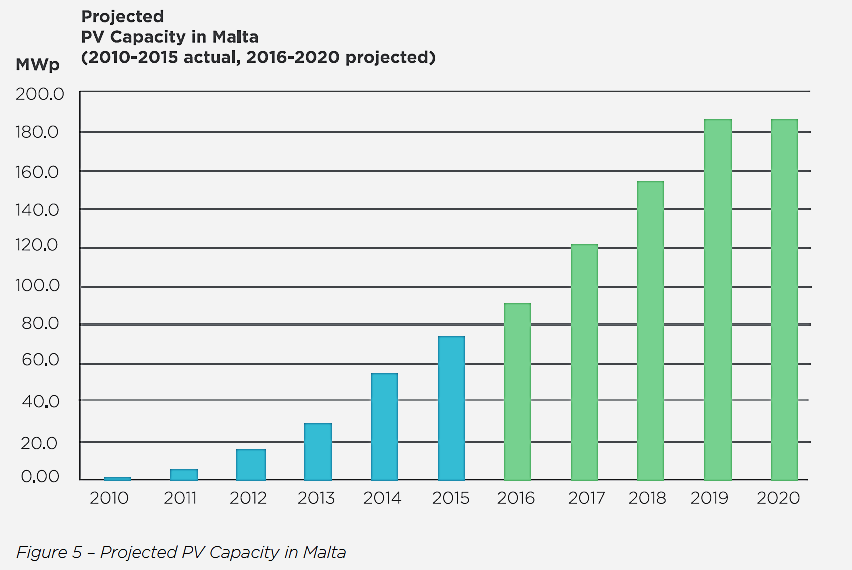 Projected
PV Capacity in Malta
(2010-2015 actual, 2016-2020 projected)
MWp
200.0
180.0
160.0
140.0
120.0
100.0
80.0
60.0
40.0
20.0
0.00
2010 2011 2012 2013 2014 2015 2016 2017 2018 2019 2020
Figure 5 – Projected PV Capacity in Malta